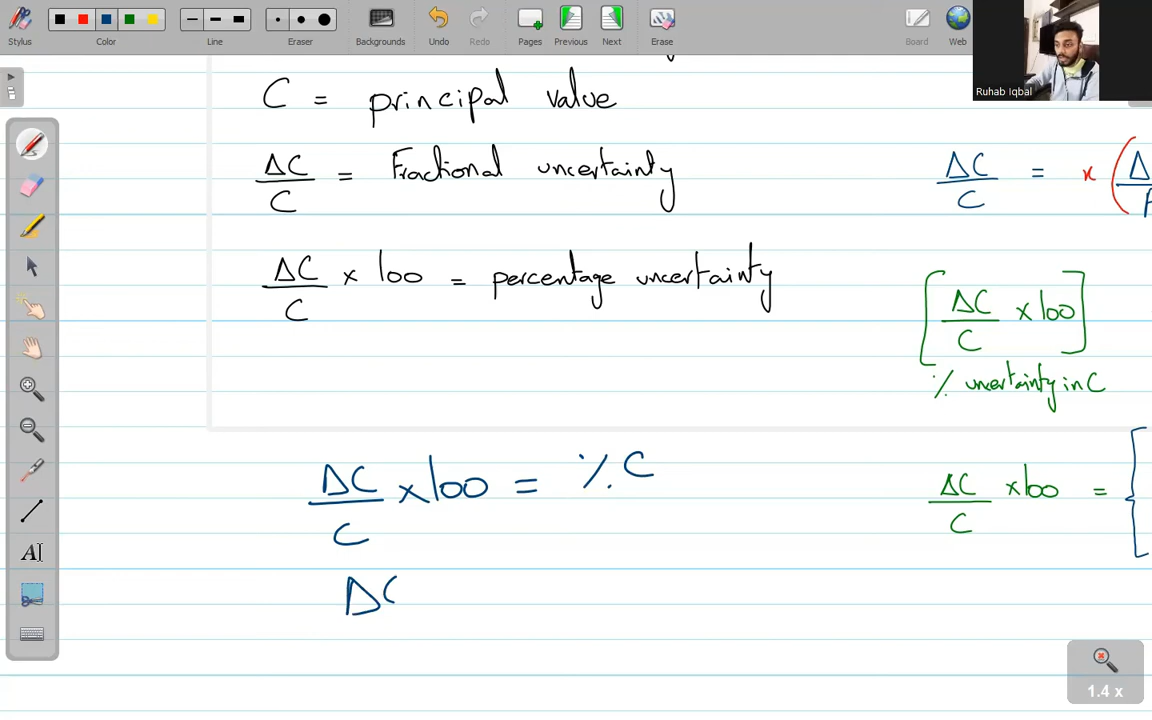 Stylus Color Line Eraser Backgrounds Undo Redo Pages Previous Next Erase Board Web
Ruhab Iqbal
C = principal value
ΔC/C = Fractional uncertainty
ΔC/C × 100 = percentage uncertainty
ΔC/C × 100 = % C
ΔC
ΔC/C = x (Δ
[ΔC/C × 100]
% uncertainty in C
ΔC/C × 100 = {
1.4 x